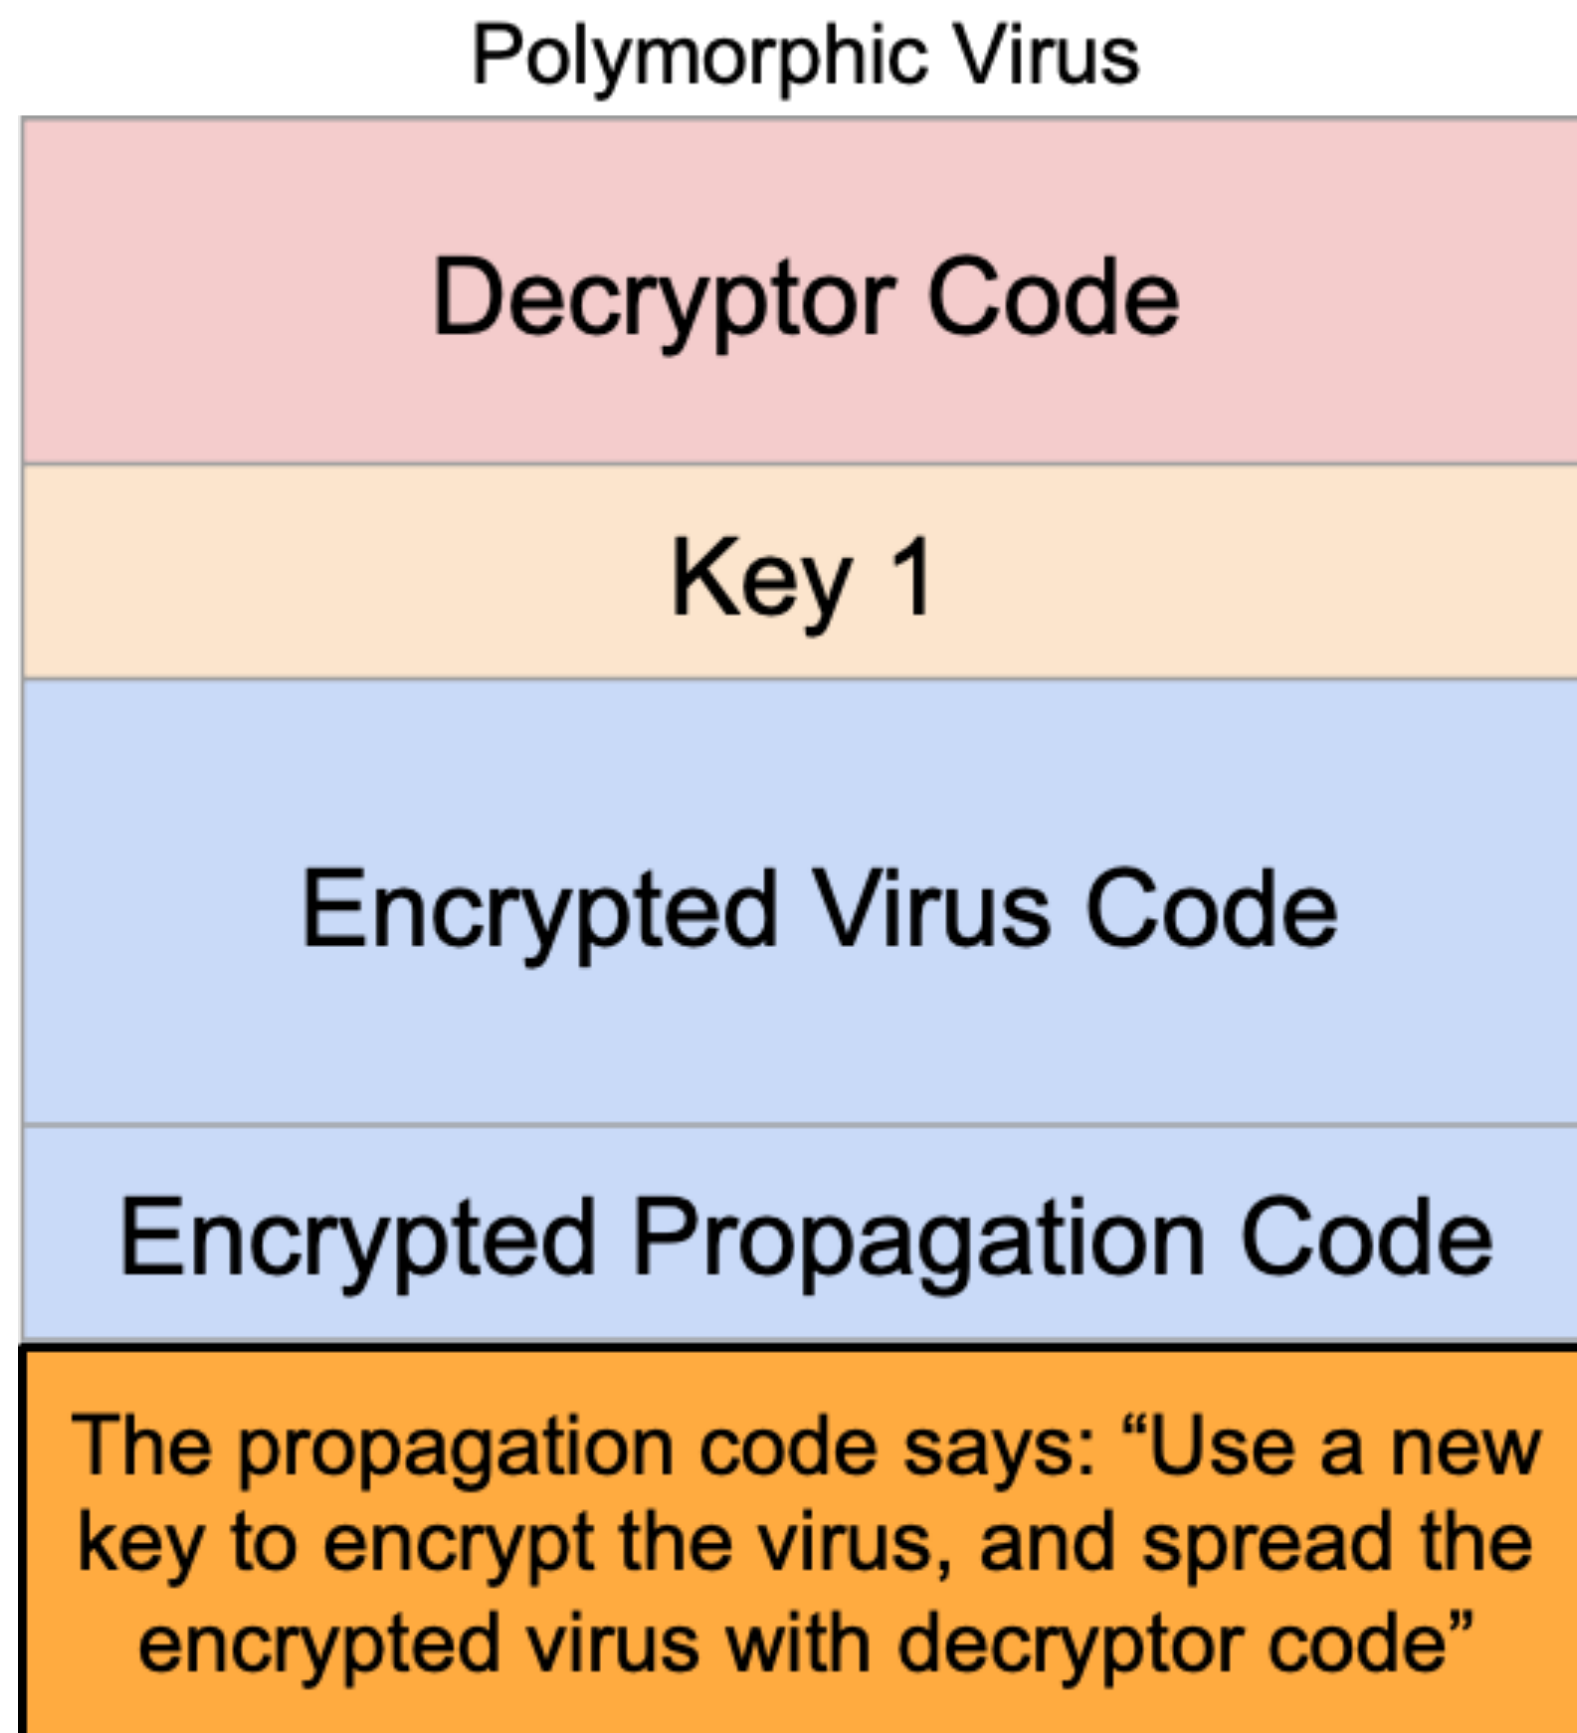 Polymorphic Virus
Decryptor Code
Key 1
Encrypted Virus Code
Encrypted Propagation Code
The propagation code says: “Use a new
key to encrypt the virus, and spread the
encrypted virus with decryptor code”